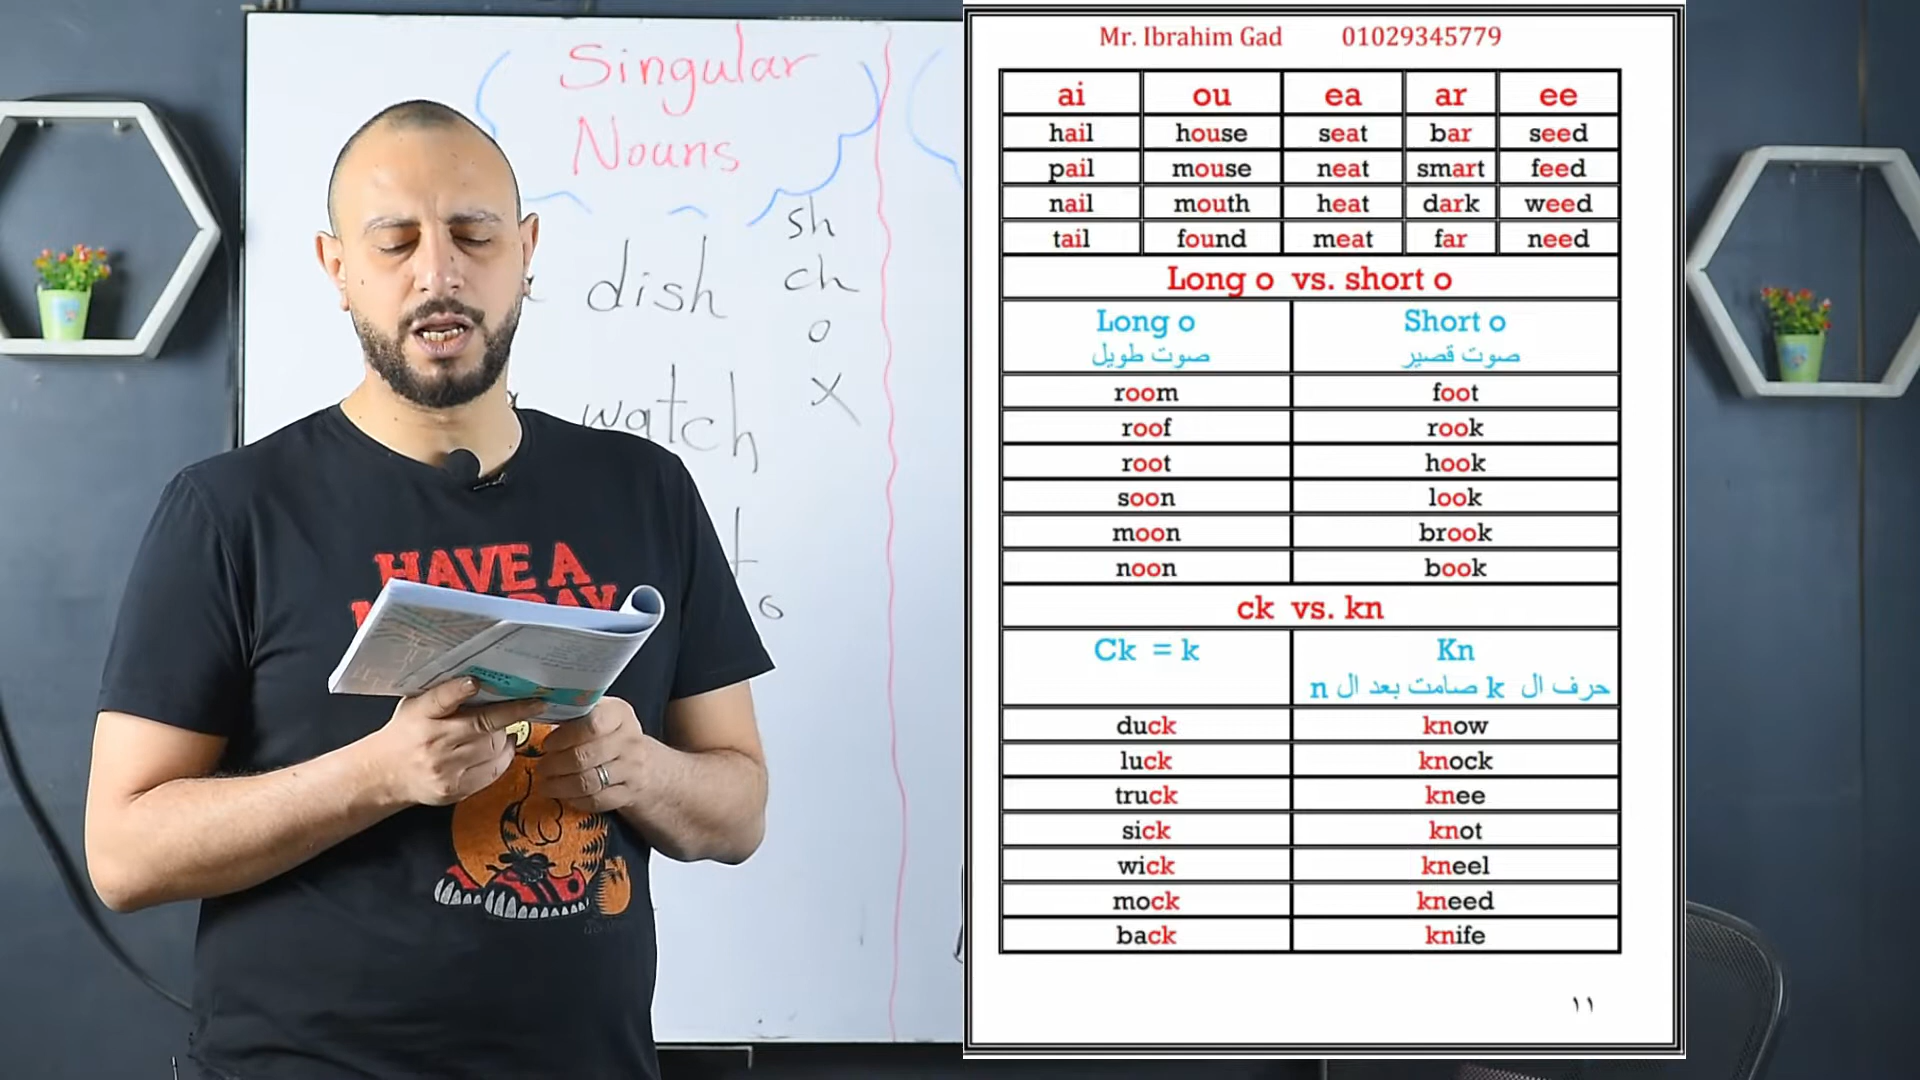 Singular
Nouns
sh
dish
ch
o
watch
x
o
HAVE A
Mr. Ibrahim Gad 01029345779
ai ou ea ar ee
hail house seat bar seed
pail mouse neat smart feed
nail mouth heat dark weed
tail found meat far need
Long o vs. short o
Long o Short o
صوت طويل صوت قصير
room foot
roof rook
root hook
soon look
moon brook
noon book
ck vs. kn
Ck = k Kn
حرف ال k صامت بعد ال n
duck know
luck knock
truck knee
sick knot
wick kneel
mock kneed
back knife
١١